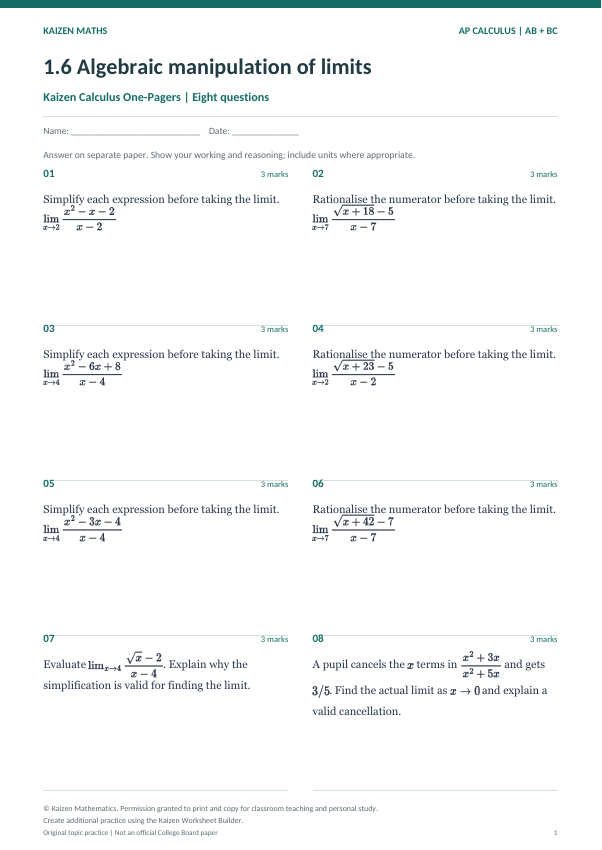 KAIZEN MATHS
AP CALCULUS | AB + BC
1.6 Algebraic manipulation of limits
Kaizen Calculus One-Pagers | Eight questions
Name: ____________________________ Date: ______________
Answer on separate paper. Show your working and reasoning; include units where appropriate.
01 3 marks
Simplify each expression before taking the limit.
lim_{x→2} (x² − x − 2)/(x − 2)
02 3 marks
Rationalise the numerator before taking the limit.
lim_{x→7} (√(x + 18) − 5)/(x − 7)
03 3 marks
Simplify each expression before taking the limit.
lim_{x→4} (x² − 6x + 8)/(x − 4)
04 3 marks
Rationalise the numerator before taking the limit.
lim_{x→2} (√(x + 23) − 5)/(x − 2)
05 3 marks
Simplify each expression before taking the limit.
lim_{x→4} (x² − 3x − 4)/(x − 4)
06 3 marks
Rationalise the numerator before taking the limit.
lim_{x→7} (√(x + 42) − 7)/(x − 7)
07 3 marks
Evaluate lim_{x→4} (√x − 2)/(x − 4). Explain why the
simplification is valid for finding the limit.
08 3 marks
A pupil cancels the x terms in (x² + 3x)/(x² + 5x) and gets
3/5. Find the actual limit as x → 0 and explain a
valid cancellation.
© Kaizen Mathematics. Permission granted to print and copy for classroom teaching and personal study.
Create additional practice using the Kaizen Worksheet Builder.
Original topic practice | Not an official College Board paper
1